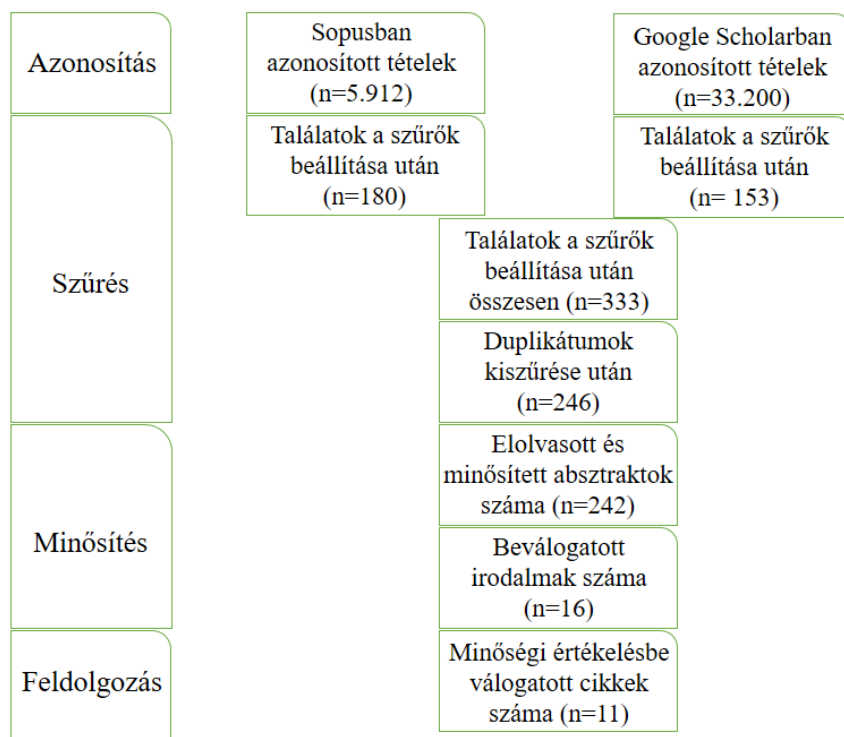 Azonosítás
Sopusban
azonosított tételek
(n=5.912)
Google Scholarban
azonosított tételek
(n=33.200)
Szűrés
Találatok a szűrők
beállítása után
(n=180)
Találatok a szűrők
beállítása után
(n= 153)
Találatok a szűrők
beállítása után
összesen (n=333)
Duplikátumok
kiszűrése után
(n=246)
Minősítés
Elolvasott és
minősített absztraktok
száma (n=242)
Beválogatott
irodalmak száma
(n=16)
Feldolgozás
Minőségi értékelésbe
válogatott cikkek
száma (n=11)